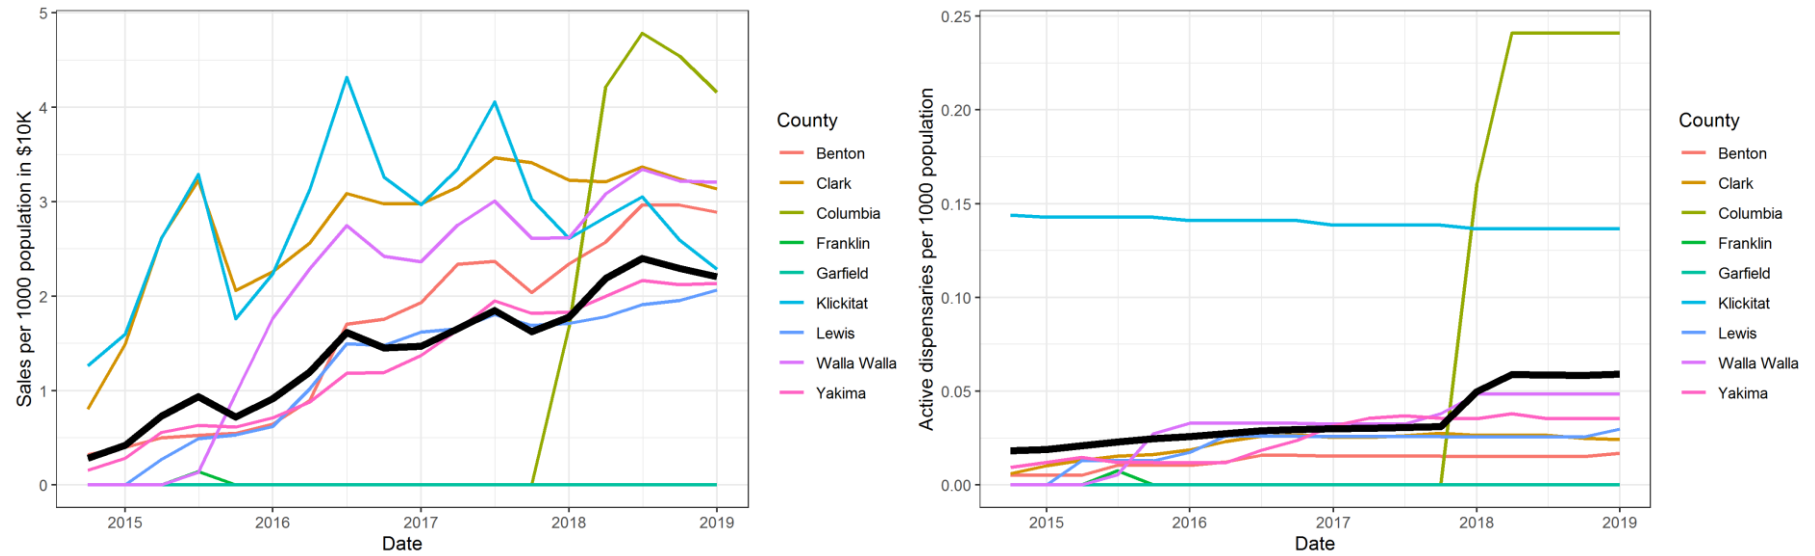 Sales per 1000 population in $10K
5
4
3
2
1
0
2015 2016 2017 2018 2019
Date
County
Benton
Clark
Columbia
Franklin
Garfield
Klickitat
Lewis
Walla Walla
Yakima
Active dispensaries per 1000 population
0.25
0.20
0.15
0.10
0.05
0.00
2015 2016 2017 2018 2019
Date
County
Benton
Clark
Columbia
Franklin
Garfield
Klickitat
Lewis
Walla Walla
Yakima